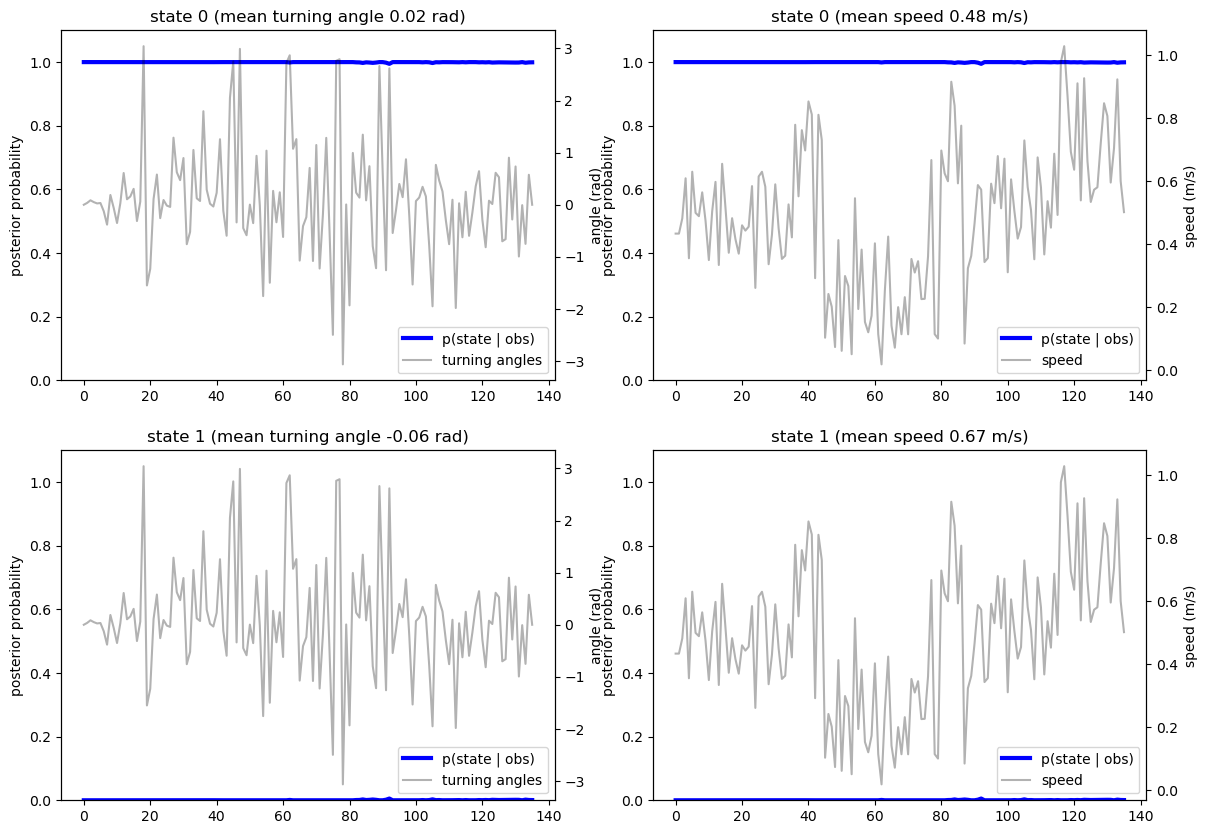 state 0 (mean turning angle 0.02 rad)
posterior probability
1.0
0.8
0.6
0.4
0.2
0.0
0 20 40 60 80 100 120 140
3
2
1
0
−1
−2
−3
angle (rad)
p(state | obs)
turning angles
state 0 (mean speed 0.48 m/s)
posterior probability
1.0
0.8
0.6
0.4
0.2
0.0
0 20 40 60 80 100 120 140
1.0
0.8
0.6
0.4
0.2
0.0
speed (m/s)
p(state | obs)
speed
state 1 (mean turning angle -0.06 rad)
posterior probability
1.0
0.8
0.6
0.4
0.2
0.0
0 20 40 60 80 100 120 140
3
2
1
0
−1
−2
−3
angle (rad)
p(state | obs)
turning angles
state 1 (mean speed 0.67 m/s)
posterior probability
1.0
0.8
0.6
0.4
0.2
0.0
0 20 40 60 80 100 120 140
1.0
0.8
0.6
0.4
0.2
0.0
speed (m/s)
p(state | obs)
speed